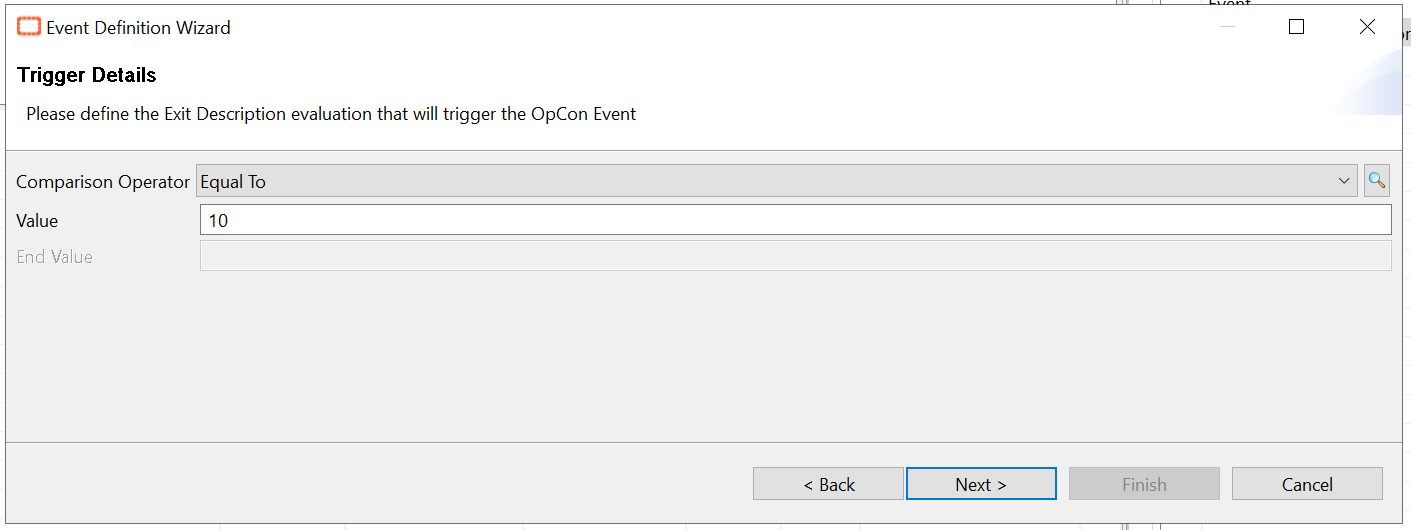 Event Definition Wizard
Trigger Details
Please define the Exit Description evaluation that will trigger the OpCon Event
Comparison Operator Equal To
Value 10
End Value
< Back Next > Finish Cancel